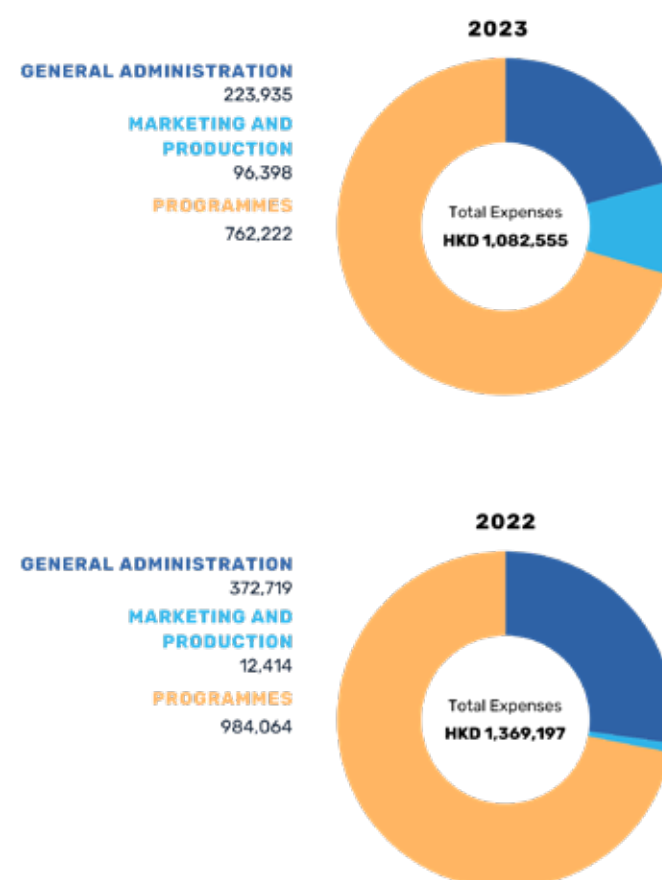 2023
GENERAL ADMINISTRATION
223,935
MARKETING AND
PRODUCTION
96,398
PROGRAMMES
762,222
Total Expenses
HKD 1,082,555
2022
GENERAL ADMINISTRATION
372,719
MARKETING AND
PRODUCTION
12,414
PROGRAMMES
984,064
Total Expenses
HKD 1,369,197